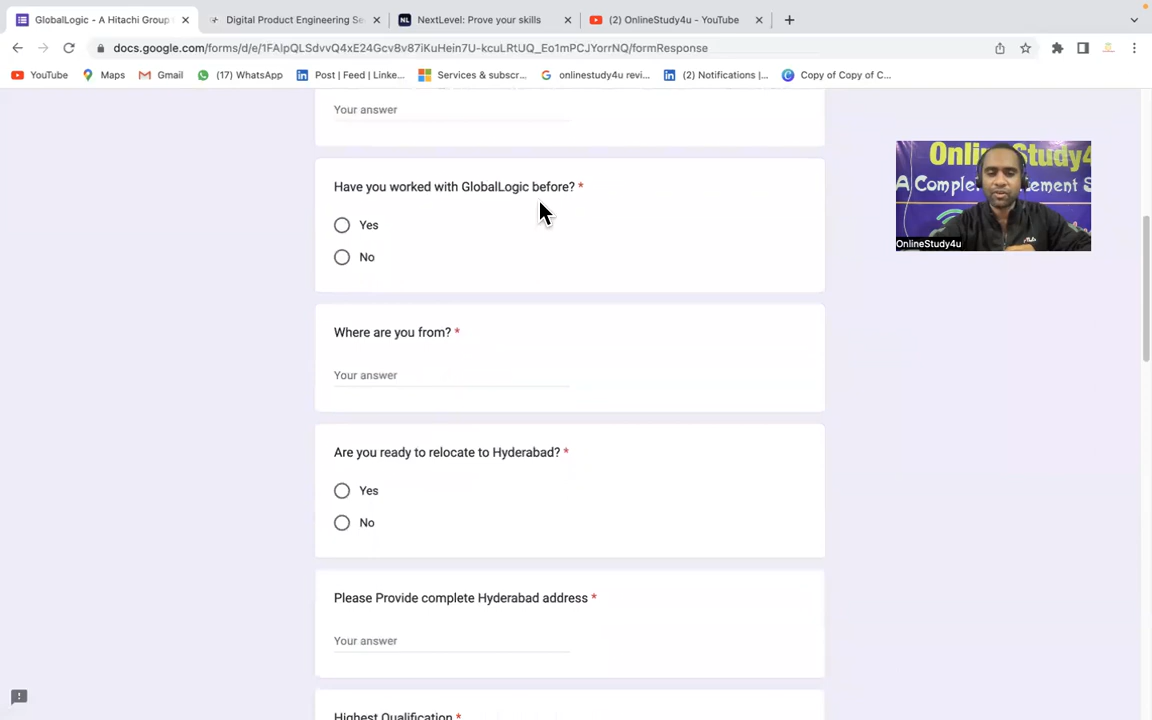 GlobalLogic - A Hitachi Group
Digital Product Engineering Se
NextLevel: Prove your skills
(2) OnlineStudy4u - YouTube
docs.google.com/forms/d/e/1FAIpQLSdvvQ4xE24Gcv8v87iKuHein7U-kcuLRtUQ_Eo1mPCJYorrNQ/formResponse
YouTube
Maps
Gmail
(17) WhatsApp
Post | Feed | Linke...
Services & subscr...
onlinestudy4u revi...
(2) Notifications |...
Copy of Copy of C...
Your answer
Have you worked with GlobalLogic before? *
Yes
No
Where are you from? *
Your answer
Are you ready to relocate to Hyderabad? *
Yes
No
Please Provide complete Hyderabad address *
Your answer
Highest Qualification *
OnlineStudy4u